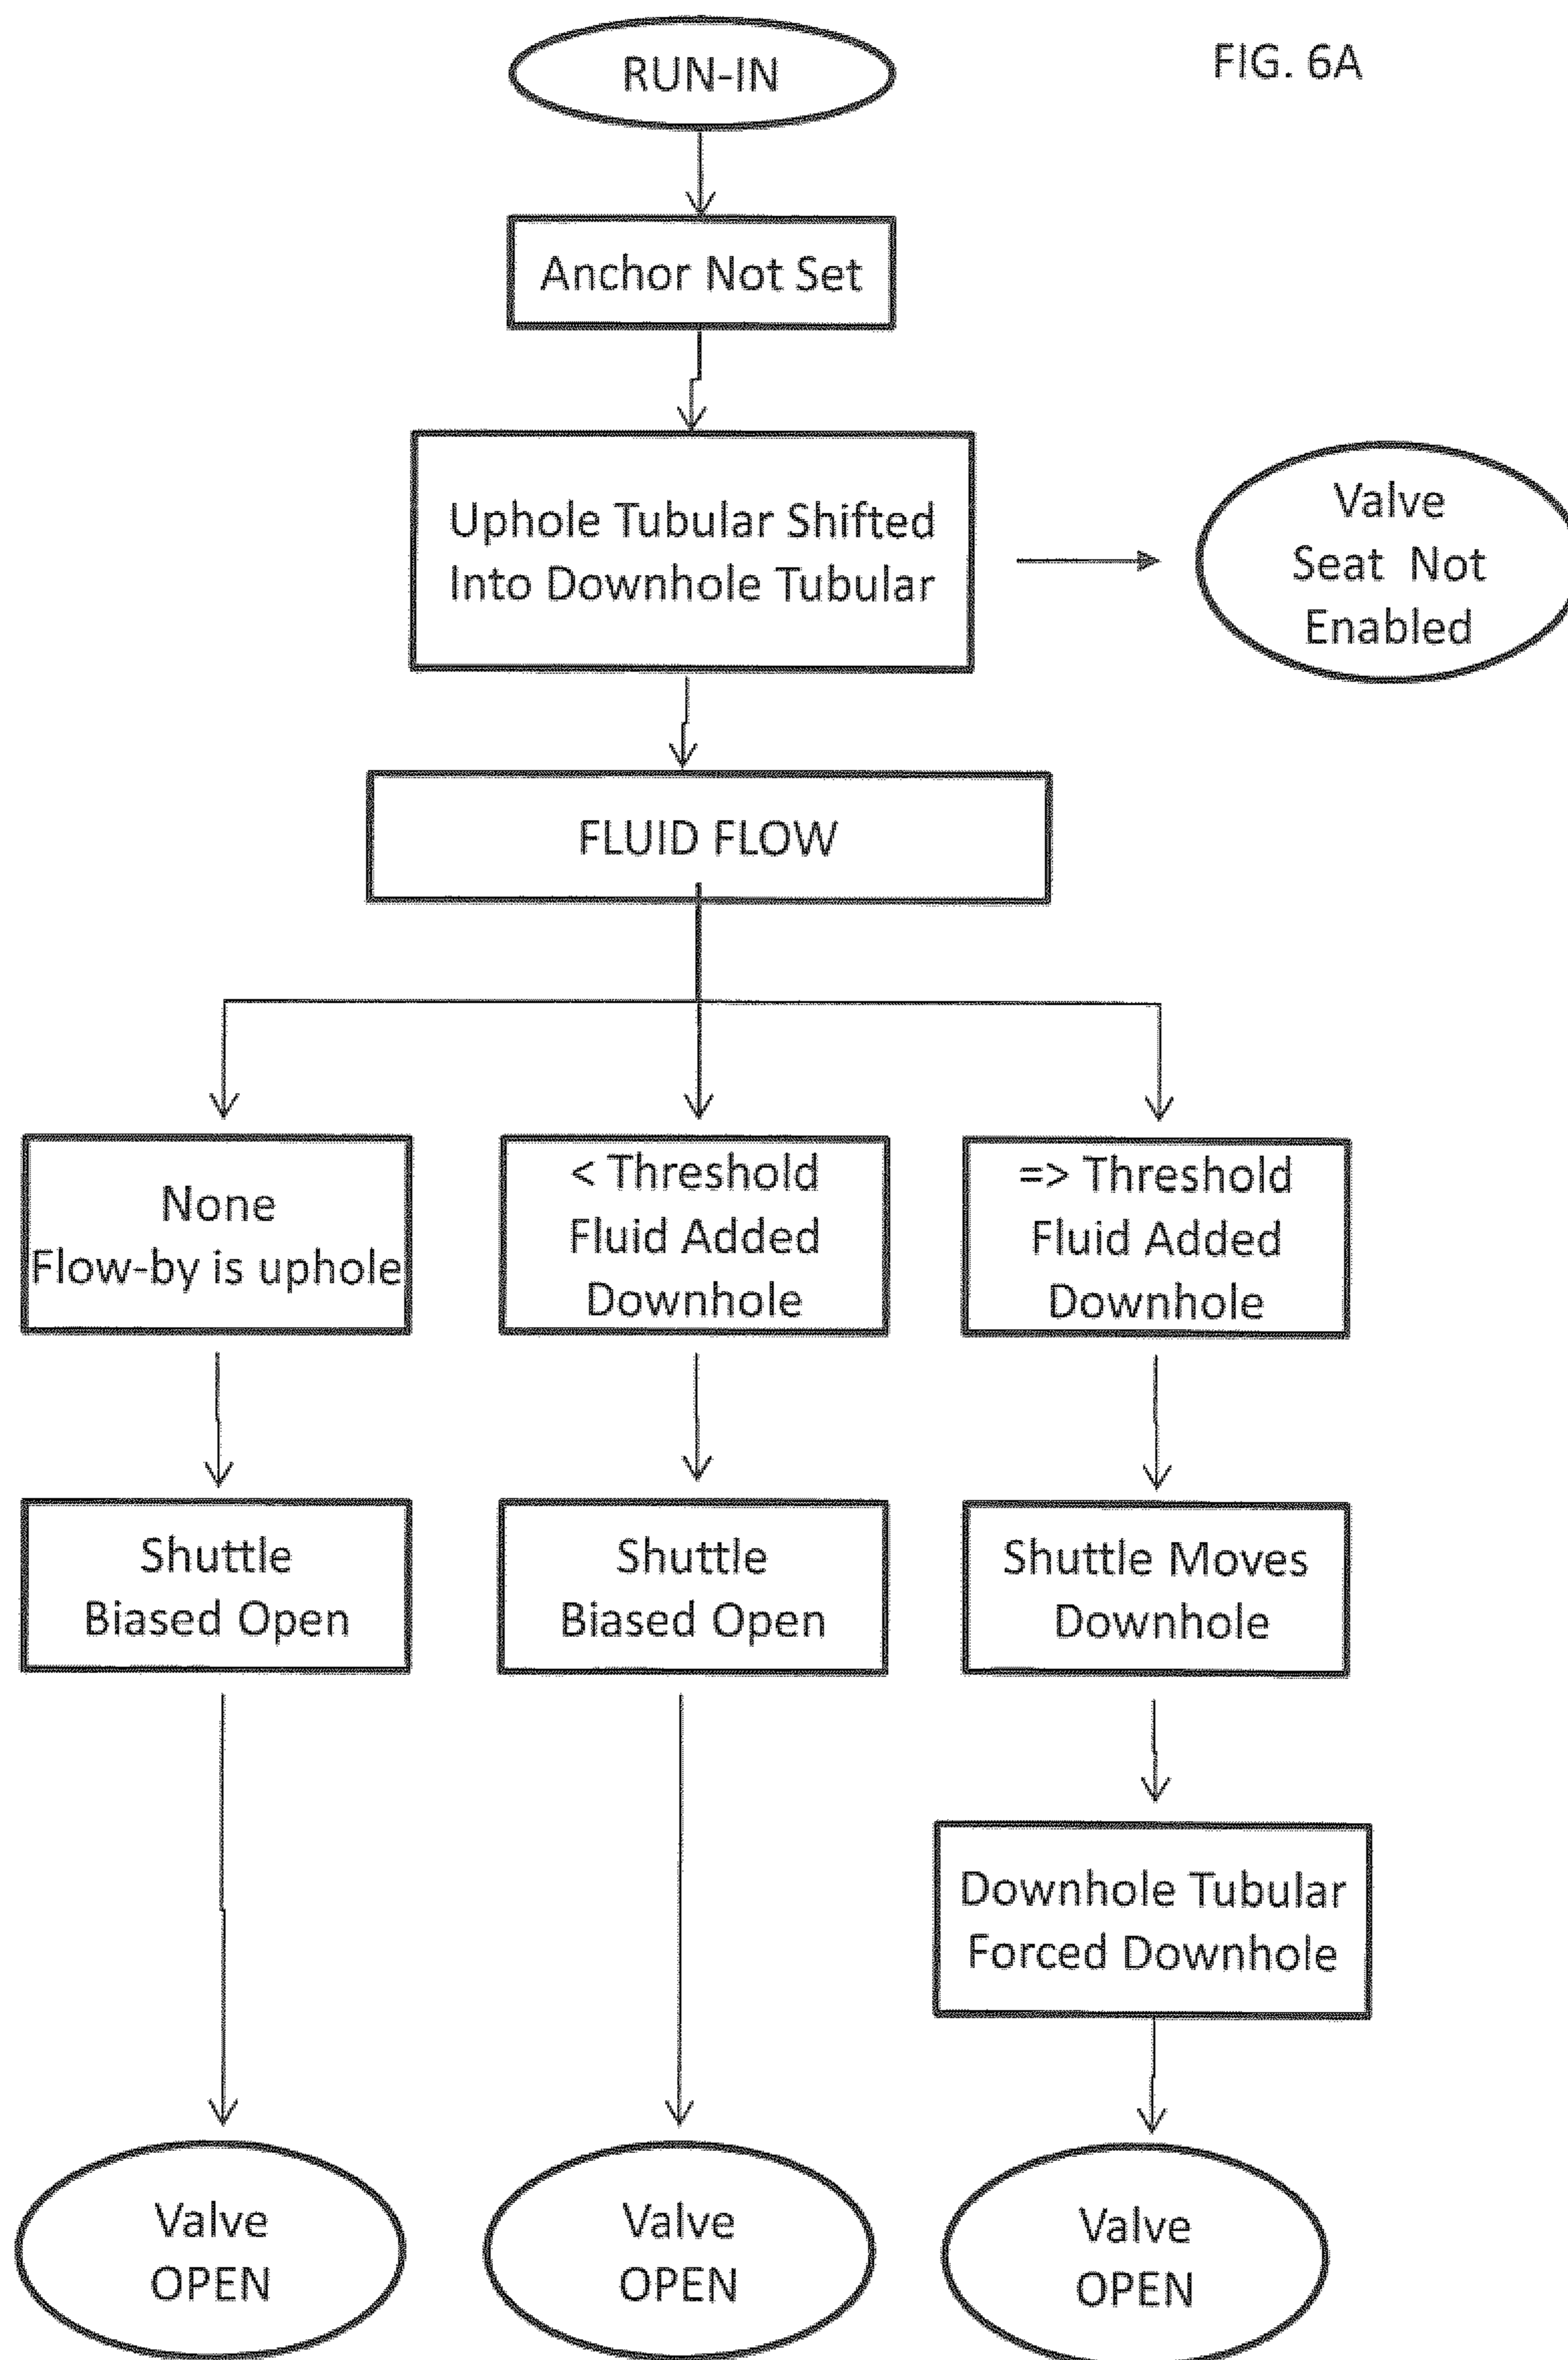 RUN-IN
FIG. 6A
Anchor Not Set
Uphole Tubular Shifted
Into Downhole Tubular
Valve
Seat Not
Enabled
FLUID FLOW
None
Flow-by is uphole
< Threshold
Fluid Added
Downhole
=> Threshold
Fluid Added
Downhole
Shuttle
Biased Open
Shuttle
Biased Open
Shuttle Moves
Downhole
Downhole Tubular
Forced Downhole
Valve
OPEN
Valve
OPEN
Valve
OPEN